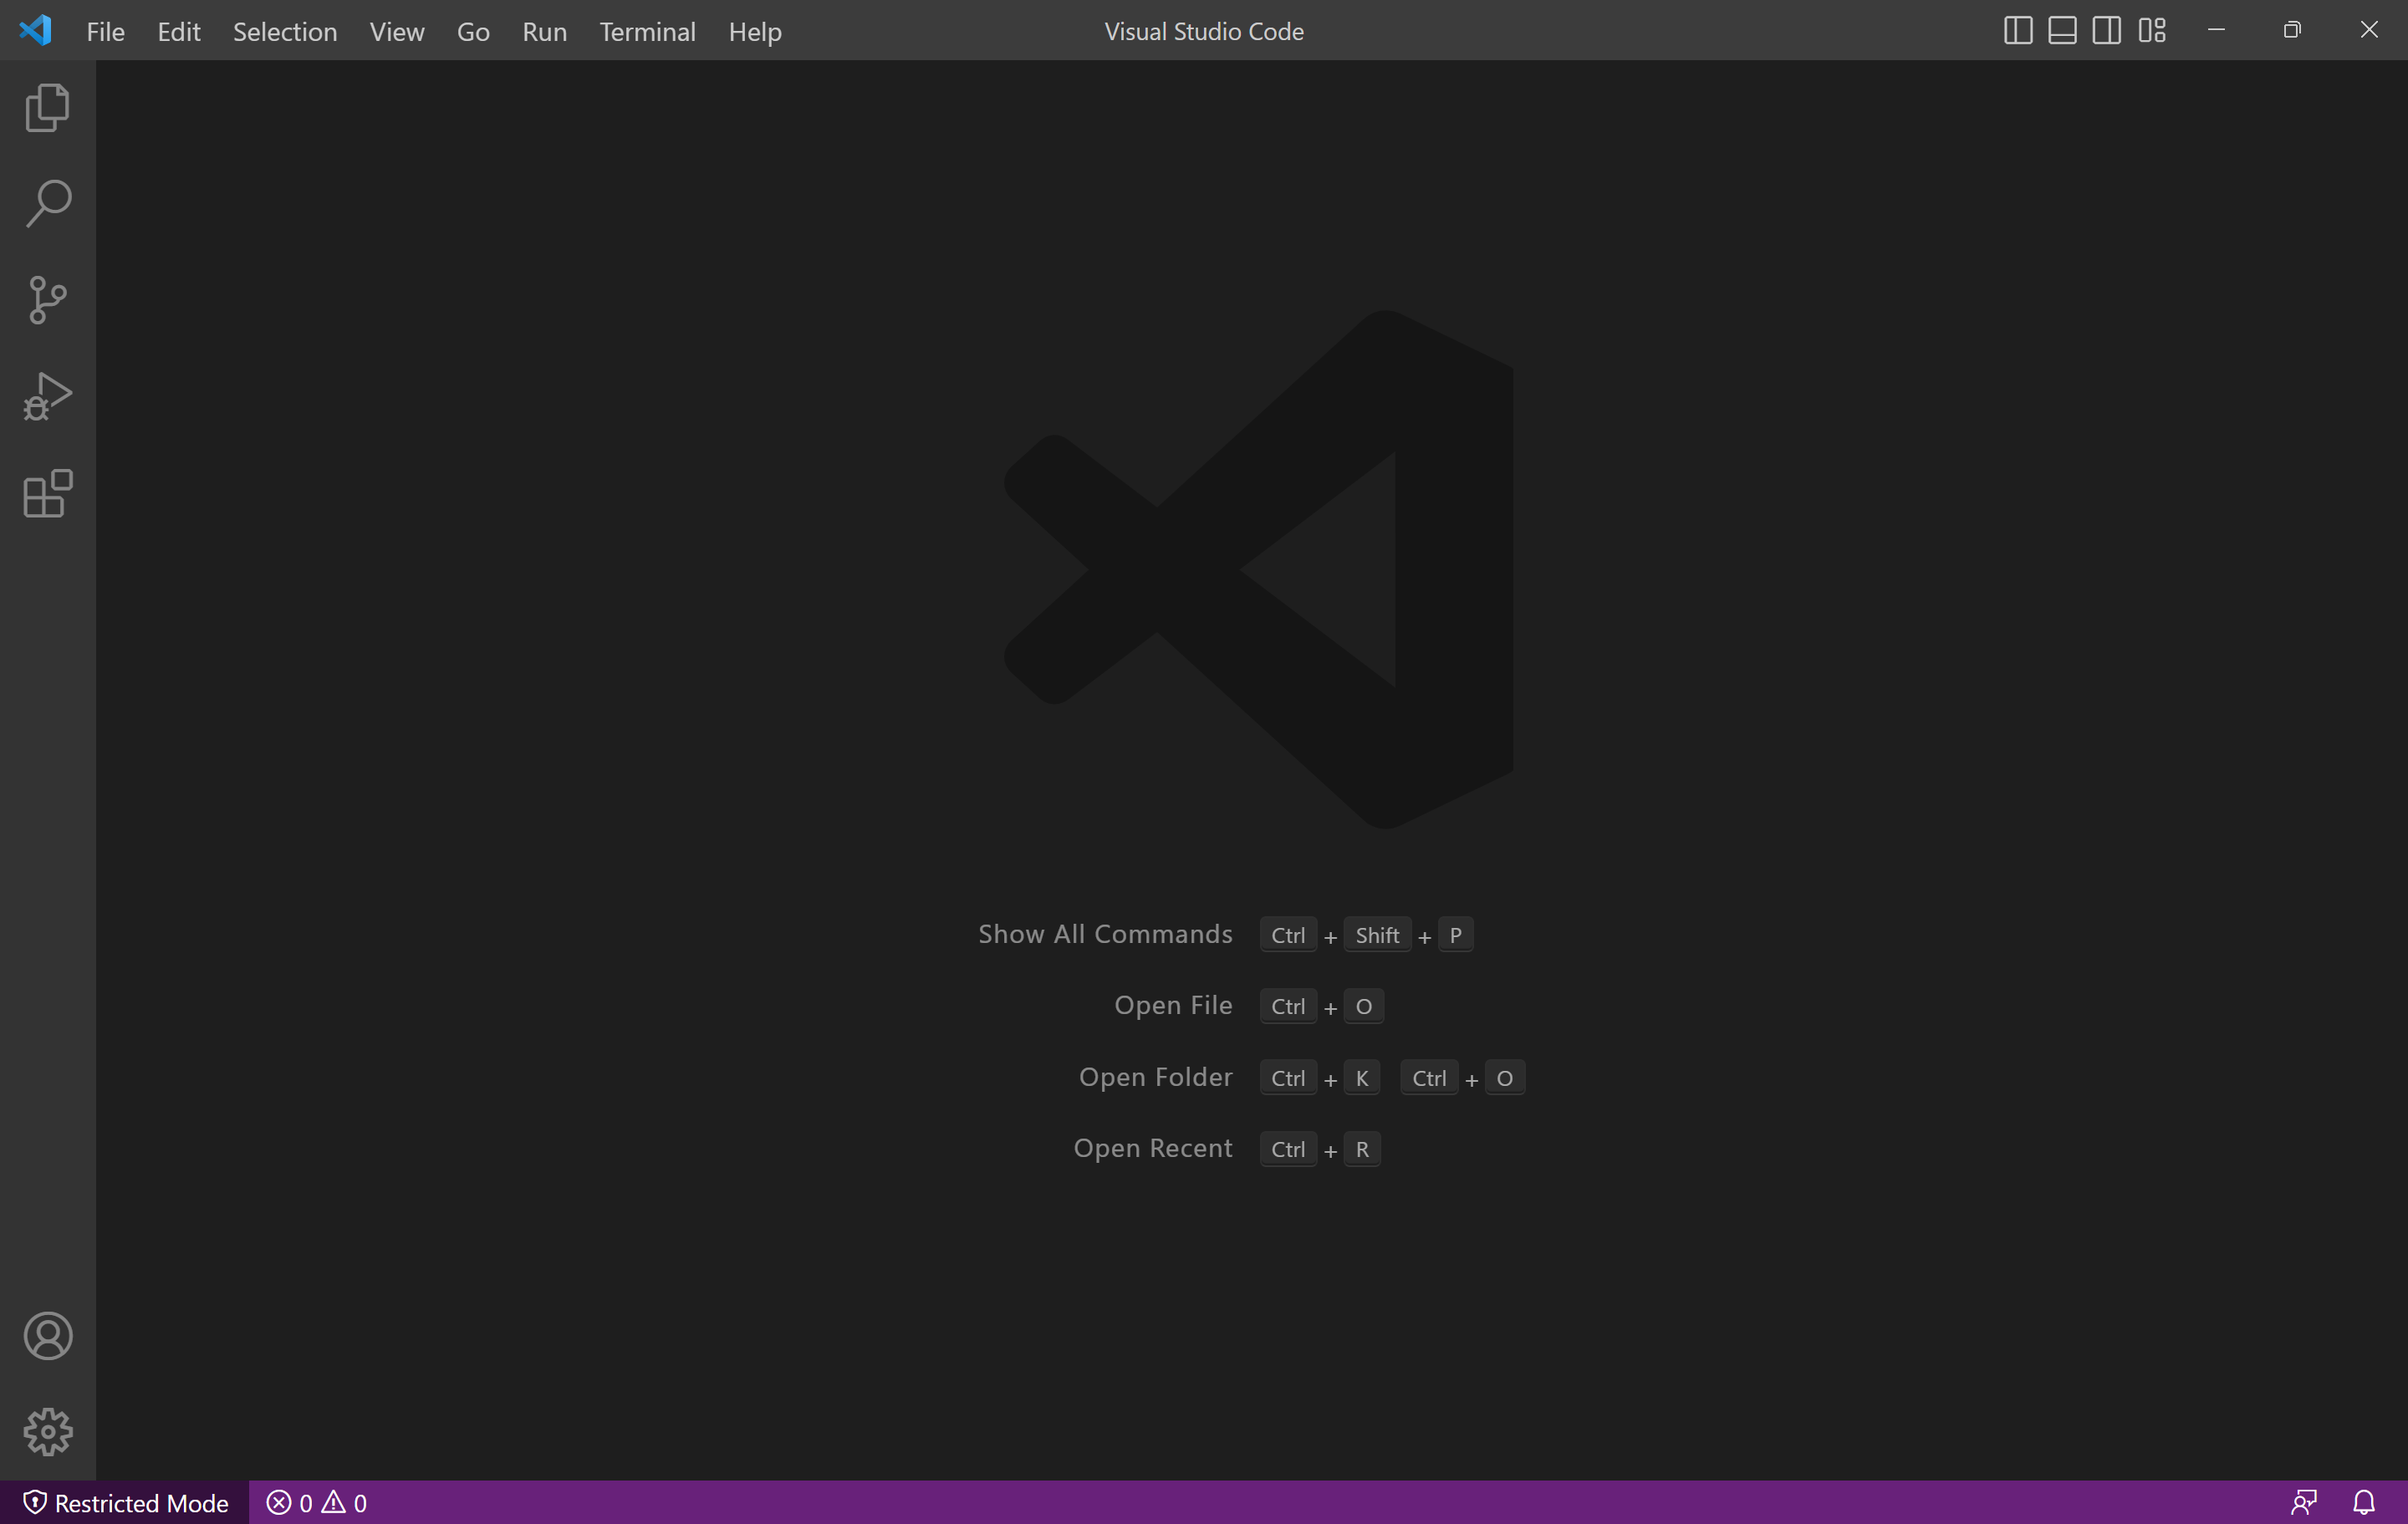 File Edit Selection View Go Run Terminal Help Visual Studio Code
Show All Commands Ctrl + Shift + P
Open File Ctrl + O
Open Folder Ctrl + K Ctrl + O
Open Recent Ctrl + R
Restricted Mode 0 0